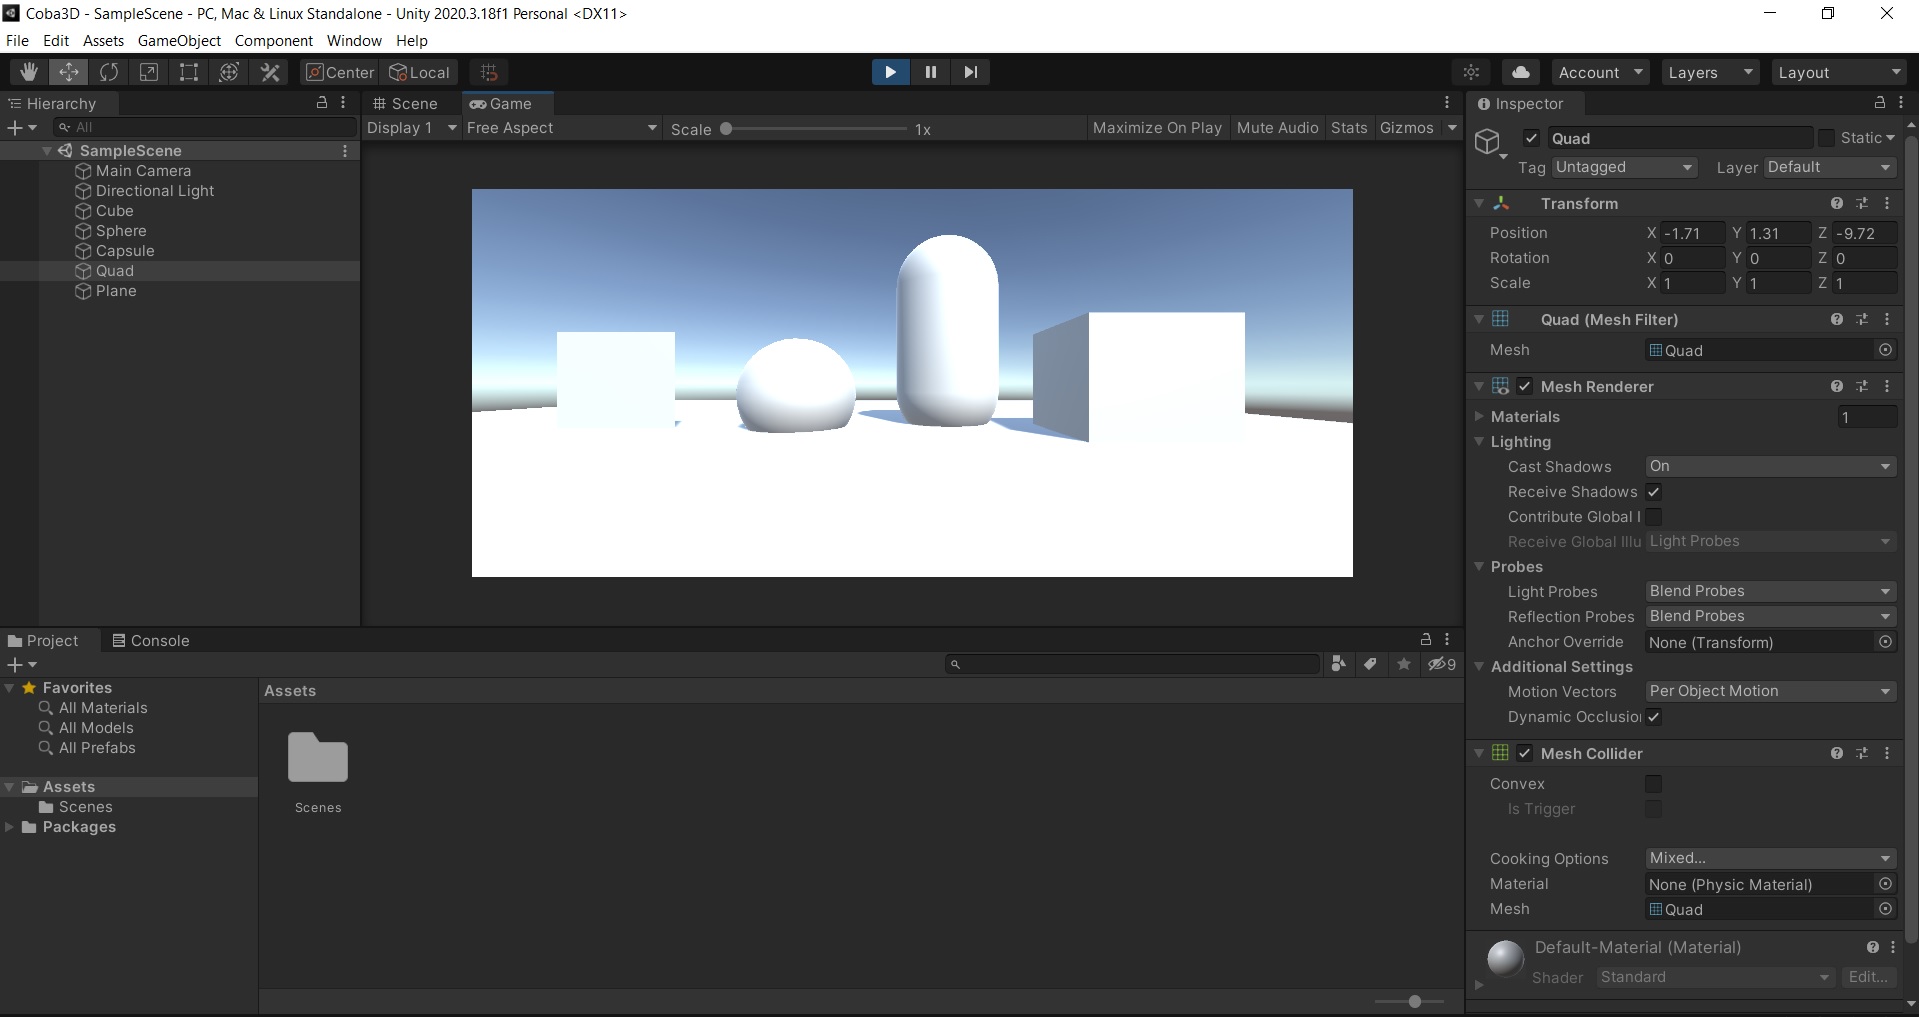 Coba3D - SampleScene - PC, Mac & Linux Standalone - Unity 2020.3.18f1 Personal <DX11>
File Edit Assets GameObject Component Window Help
Center Local Account Layers Layout
Hierarchy
All
SampleScene
Main Camera
Directional Light
Cube
Sphere
Capsule
Quad
Plane
Scene Game
Display 1 Free Aspect Scale 1x Maximize On Play Mute Audio Stats Gizmos
Project Console
9
Favorites
All Materials
All Models
All Prefabs
Assets
Scenes
Packages
Assets
Scenes
Inspector
Quad Static
Tag Untagged Layer Default
Transform
Position X -1.71 Y 1.31 Z -9.72
Rotation X 0 Y 0 Z 0
Scale X 1 Y 1 Z 1
Quad (Mesh Filter)
Mesh Quad
Mesh Renderer
Materials 1
Lighting
Cast Shadows On
Receive Shadows
Contribute Global I
Receive Global Illu Light Probes
Probes
Light Probes Blend Probes
Reflection Probes Blend Probes
Anchor Override None (Transform)
Additional Settings
Motion Vectors Per Object Motion
Dynamic Occlusio
Mesh Collider
Convex
Is Trigger
Cooking Options Mixed...
Material None (Physic Material)
Mesh Quad
Default-Material (Material)
Shader Standard Edit...